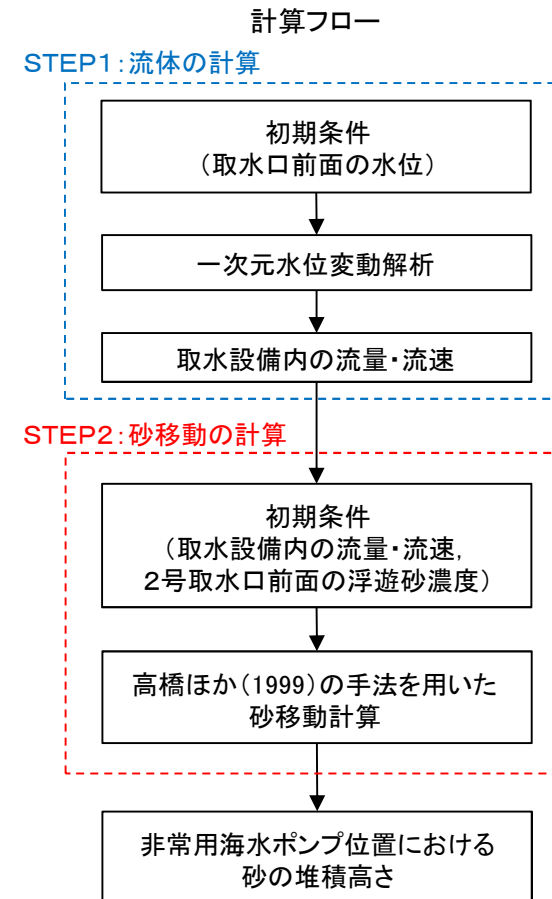 計算フロー
STEP1:流体の計算
初期条件
(取水口前面の水位)
一次元水位変動解析
取水設備内の流量・流速
STEP2:砂移動の計算
初期条件
(取水設備内の流量・流速,
2号取水口前面の浮遊砂濃度)
高橋ほか(1999)の手法を用いた
砂移動計算
非常用海水ポンプ位置における
砂の堆積高さ